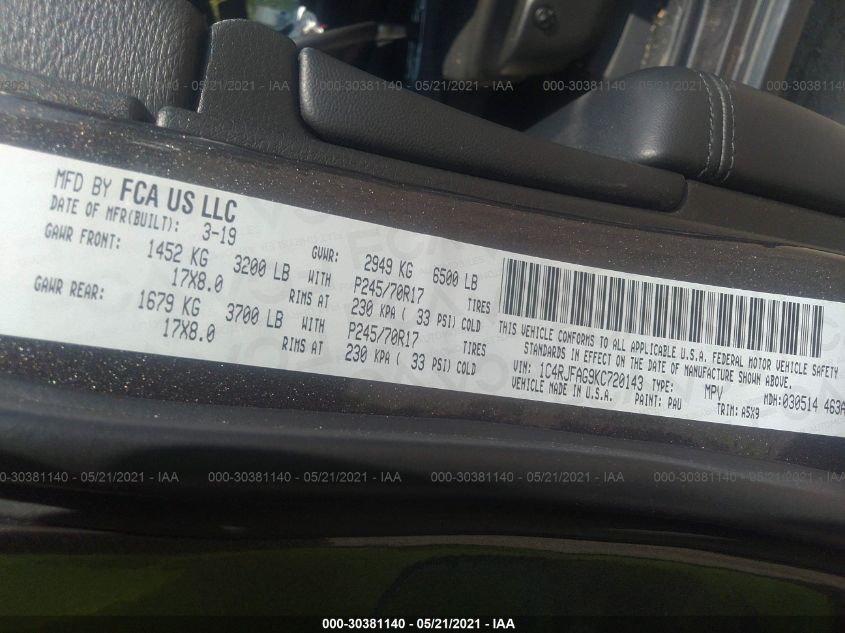 000-30381140 - 05/21/2021 - IAA
MFD BY FCA US LLC
DATE OF MFR(BUILT): 3-19
GVWR: 2949 KG 6500 LB
GAWR FRONT: 1452 KG 3200 LB WITH P245/70R17 TIRES
17X8.0 RIMS AT 230 KPA ( 33 PSI) COLD
GAWR REAR: 1679 KG 3700 LB WITH P245/70R17 TIRES
17X8.0 RIMS AT 230 KPA ( 33 PSI) COLD
THIS VEHICLE CONFORMS TO ALL APPLICABLE U.S.A. FEDERAL MOTOR VEHICLE SAFETY
STANDARDS IN EFFECT ON THE DATE OF MANUFACTURE SHOWN ABOVE.
VIN: 1C4RJFAG9KC720143 TYPE: MPV MDH:030514 463A
VEHICLE MADE IN U.S.A. PAINT: PAU TRIM: A5X9
000-30381140 - 05/21/2021 - IAA
000-30381140 - 05/21/2021 - IAA